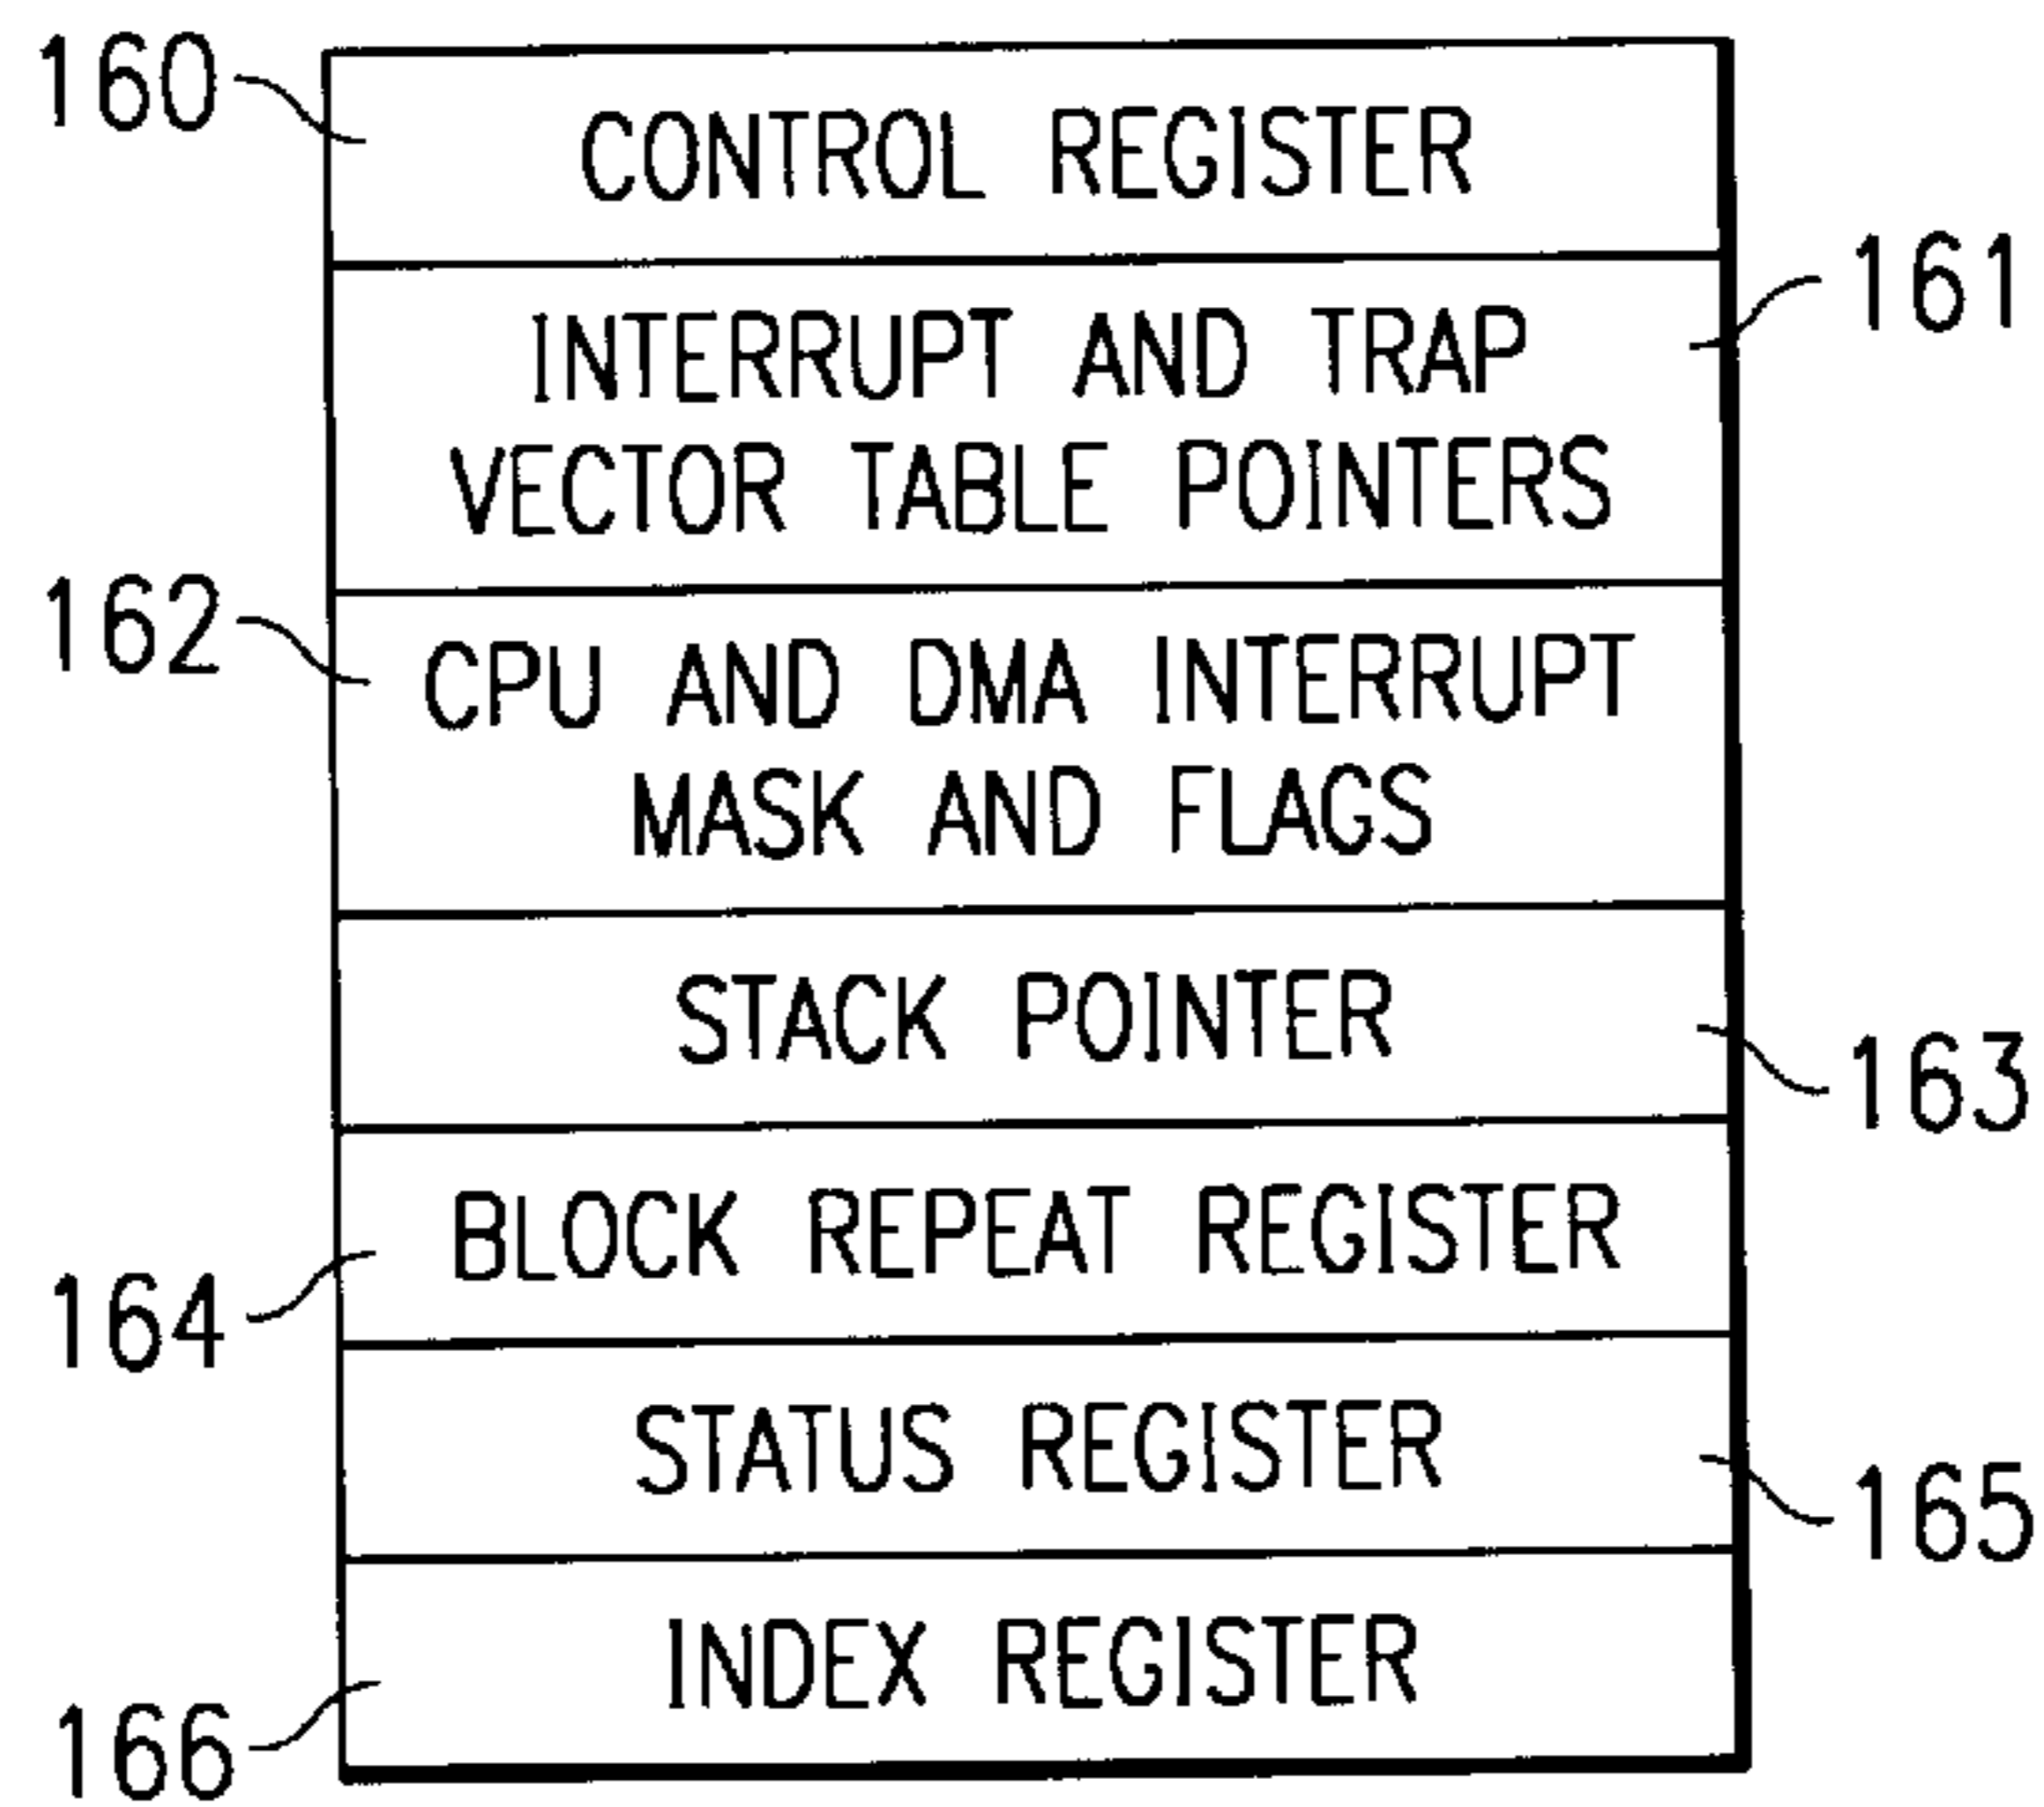 160
CONTROL REGISTER
161
INTERRUPT AND TRAP
VECTOR TABLE POINTERS
162
CPU AND DMA INTERRUPT
MASK AND FLAGS
STACK POINTER
163
BLOCK REPEAT REGISTER
164
STATUS REGISTER
165
INDEX REGISTER
166